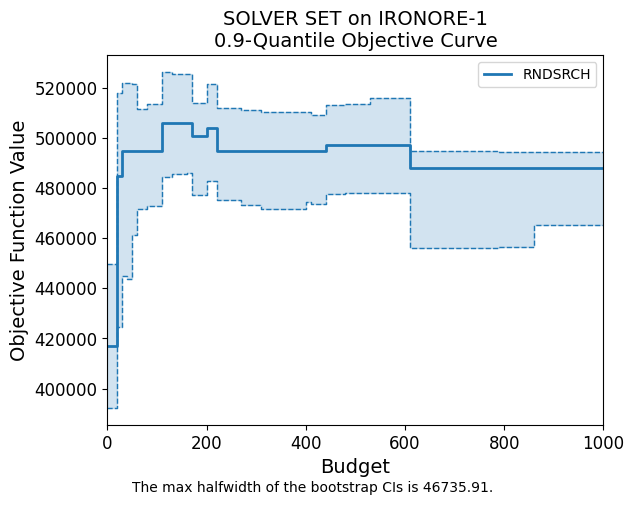 SOLVER SET on IRONORE-1
0.9-Quantile Objective Curve
RNDSRCH
Objective Function Value
520000
500000
480000
460000
440000
420000
400000
0 200 400 600 800 1000
Budget
The max halfwidth of the bootstrap CIs is 46735.91.